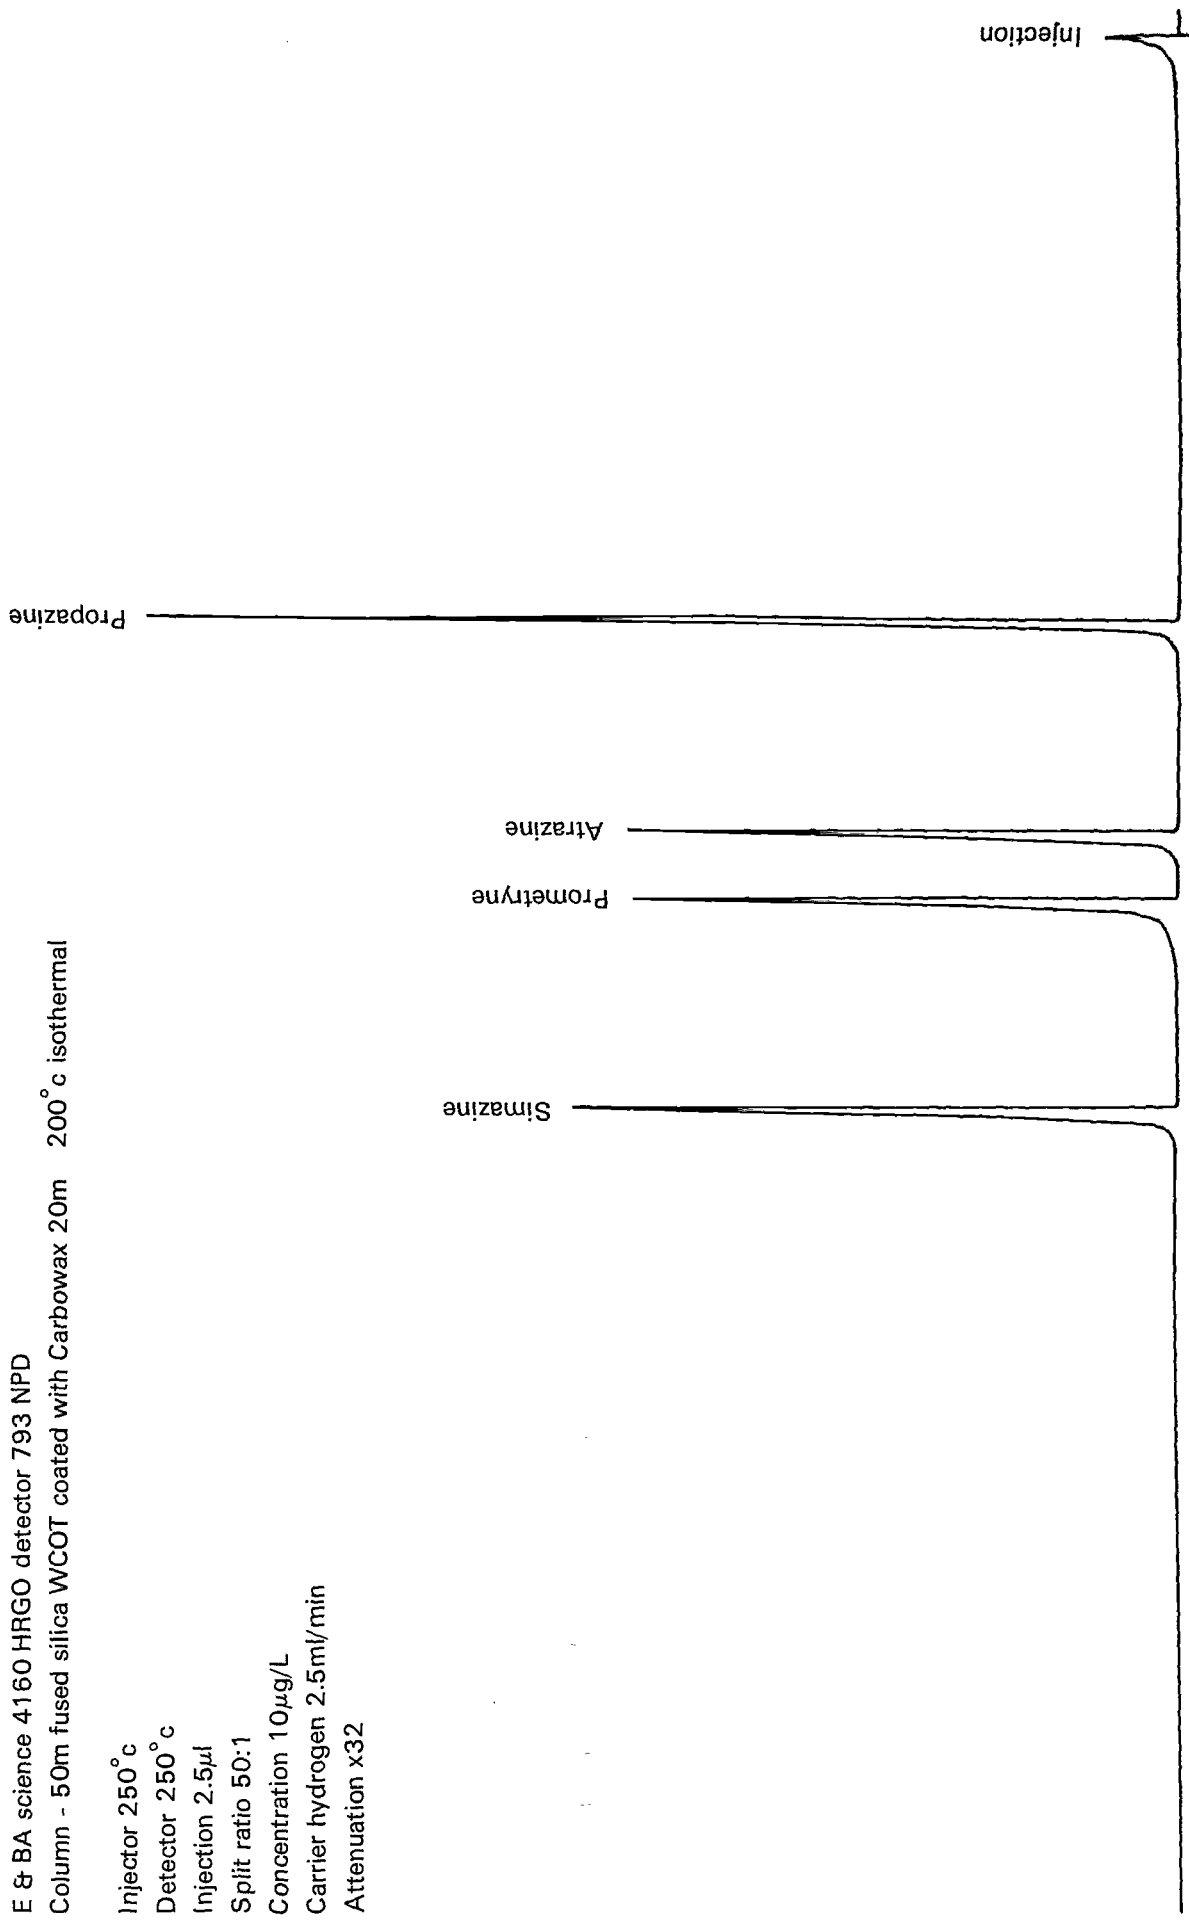 E & BA science 4160 HRGO detector 793 NPD
Column - 50m fused silica WCOT coated with Carbowax 20m 200°c isothermal
Injector 250°c
Detector 250°c
Injection 2.5µl
Split ratio 50:1
Concentration 10µg/L
Carrier hydrogen 2.5ml/min
Attenuation x32
Simazine
Prometryne
Atrazine
Propazine
Injection